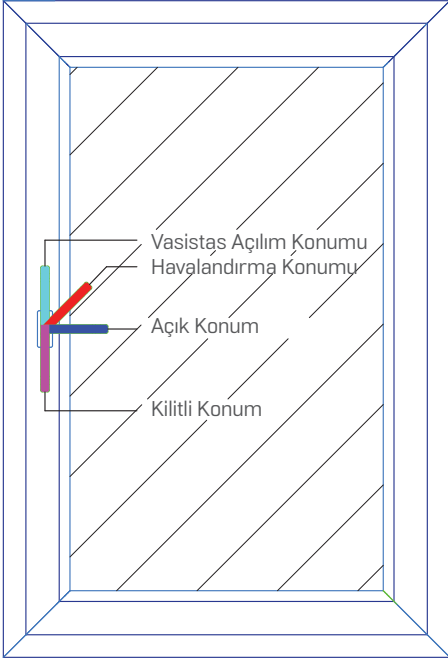 Vasistas Açılım Konumu
Havalandırma Konumu
Açık Konum
Kilitli Konum